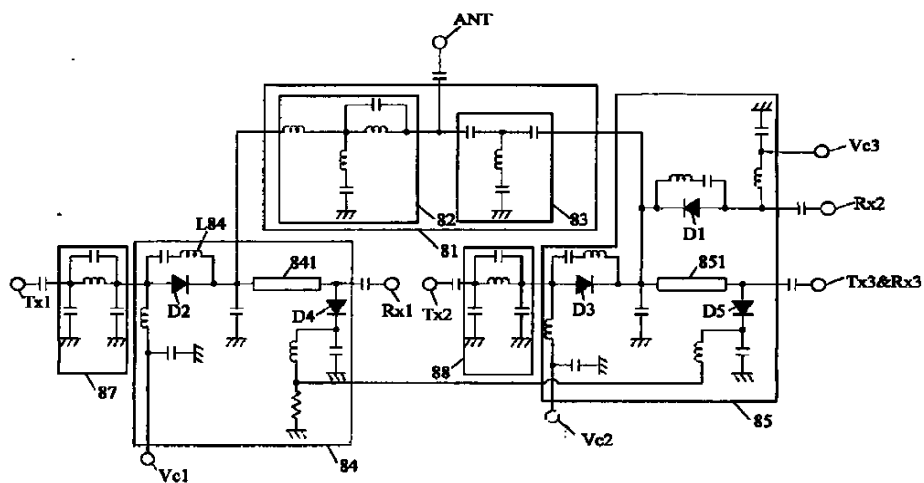 ANT
Vc3
L84
82
83
D1
Rx2
81
841
851
Tx1
D2
D4
Rx1
Tx2
D3
D5
Tx3&Rx3
87
88
85
Vc2
84
Vc1